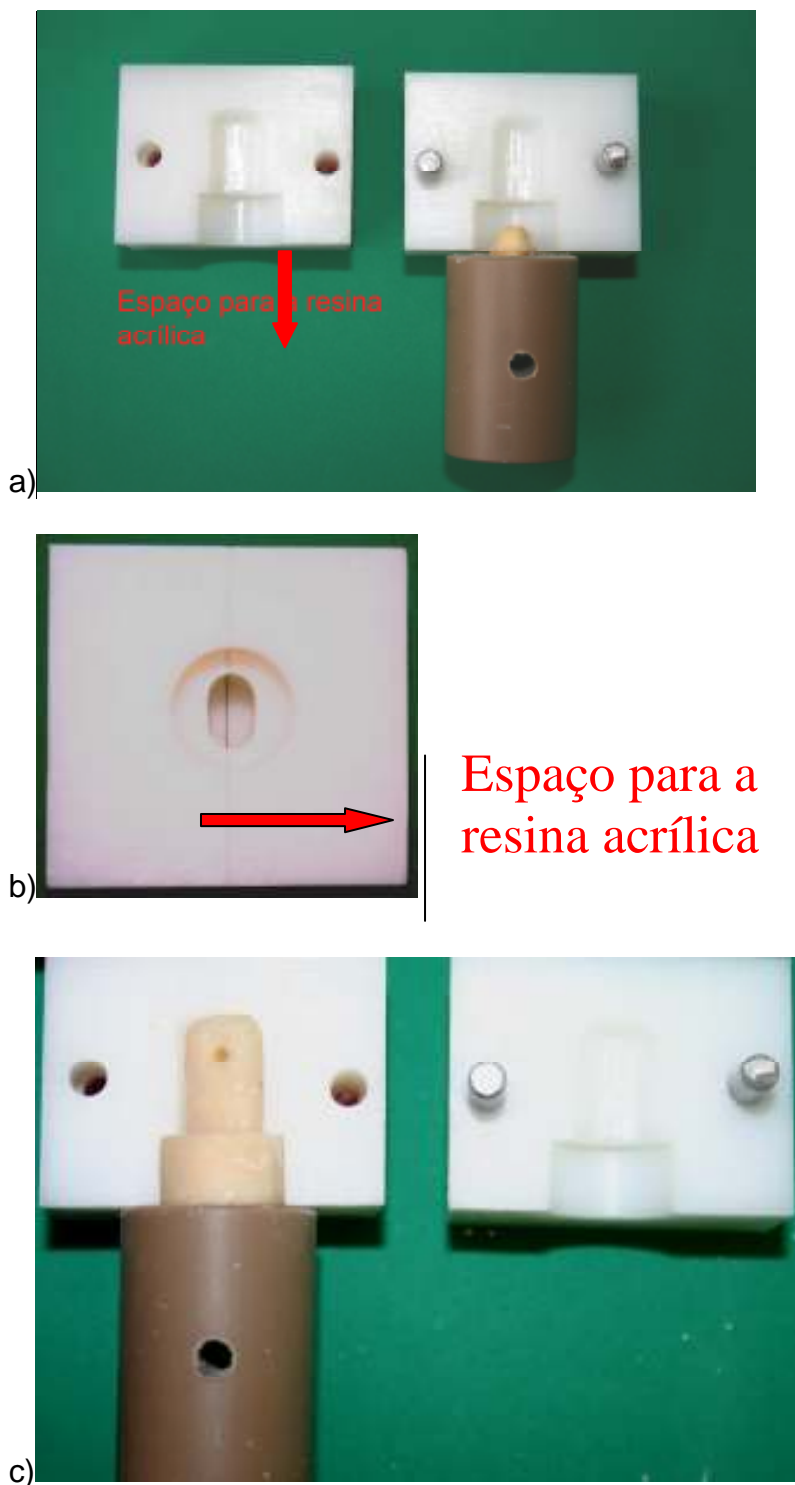 Espaço para a resina
acrílica
a)
b)
Espaço para a
resina acrílica
c)